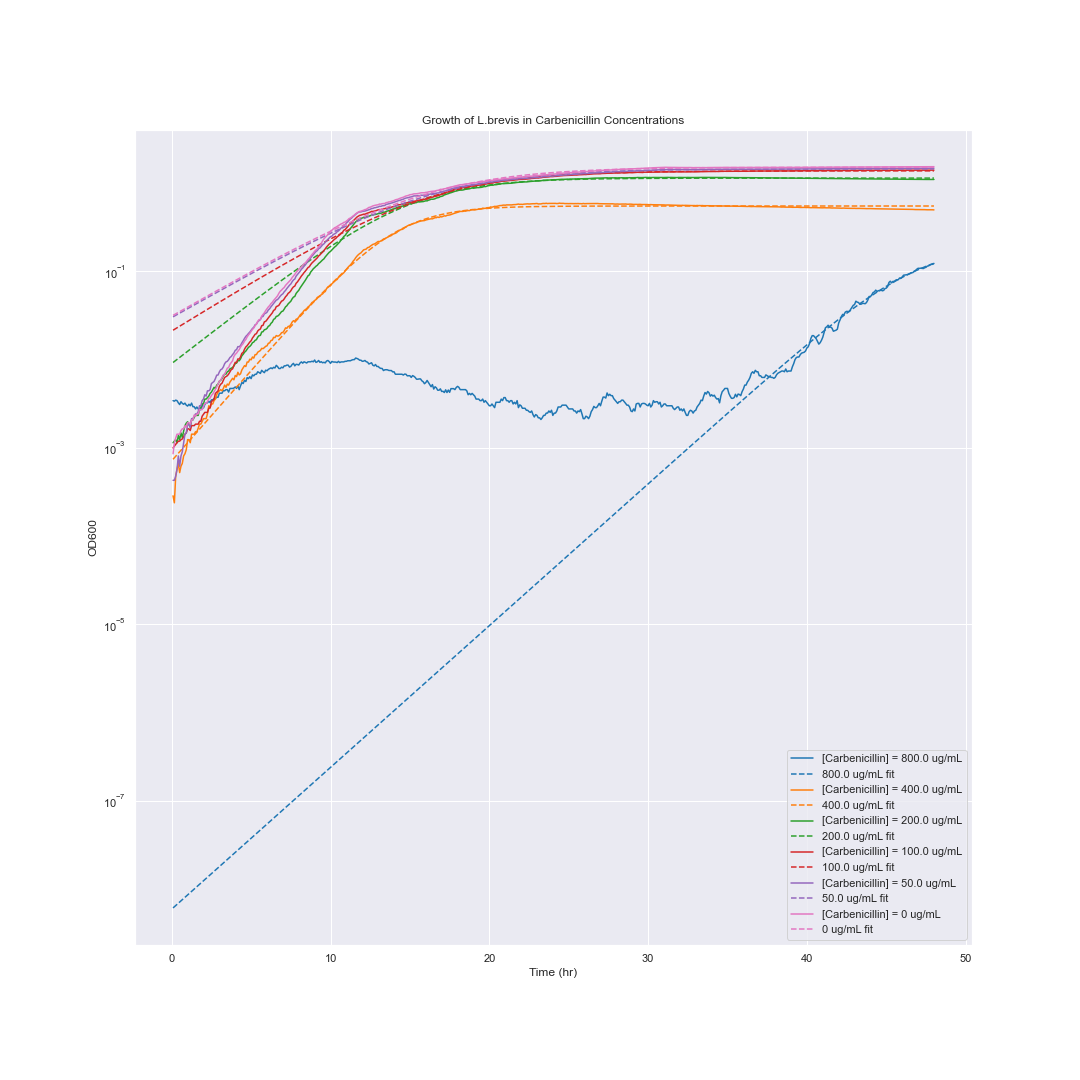 Growth of L.brevis in Carbenicillin Concentrations
10⁻¹
10⁻³
10⁻⁵
10⁻⁷
OD600
0 10 20 30 40 50
Time (hr)
[Carbenicillin] = 800.0 ug/mL
800.0 ug/mL fit
[Carbenicillin] = 400.0 ug/mL
400.0 ug/mL fit
[Carbenicillin] = 200.0 ug/mL
200.0 ug/mL fit
[Carbenicillin] = 100.0 ug/mL
100.0 ug/mL fit
[Carbenicillin] = 50.0 ug/mL
50.0 ug/mL fit
[Carbenicillin] = 0 ug/mL
0 ug/mL fit